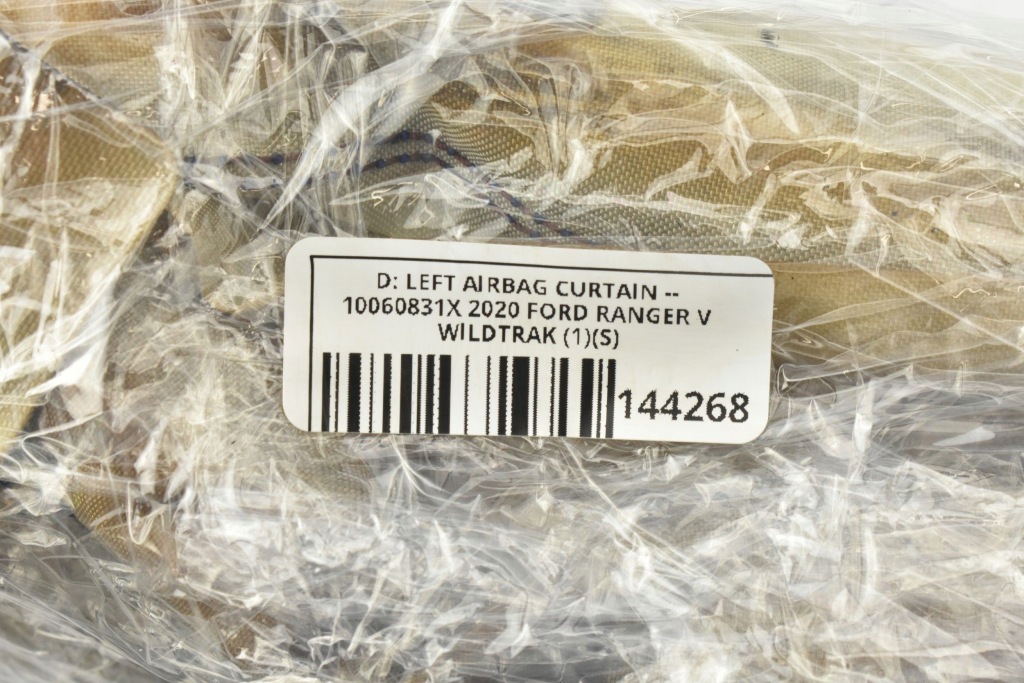 D: LEFT AIRBAG CURTAIN --
10060831X 2020 FORD RANGER V
WILDTRAK (1)(S)
144268